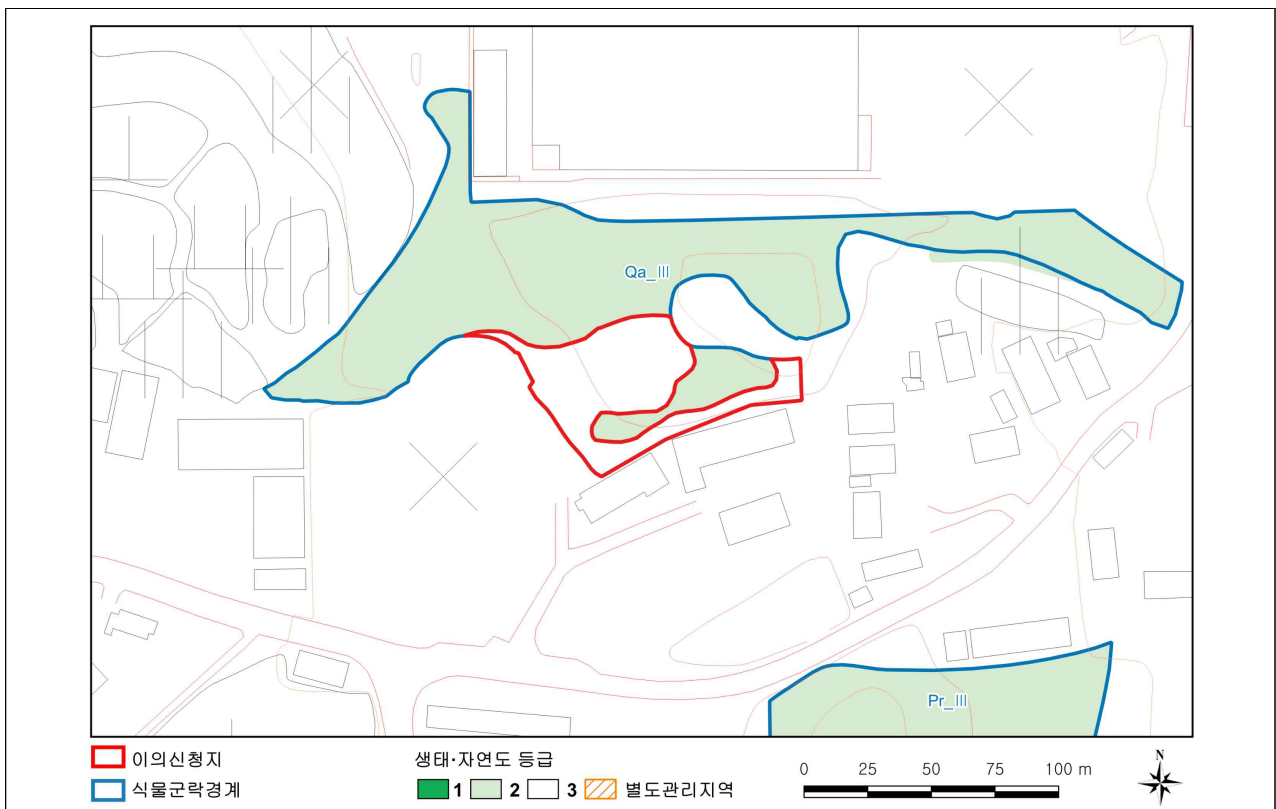 Qa_Ⅲ
Pr_Ⅲ
이의신청지
식물군락경계
생태·자연도 등급
1 2 3 별도관리지역
0 25 50 75 100 m
N